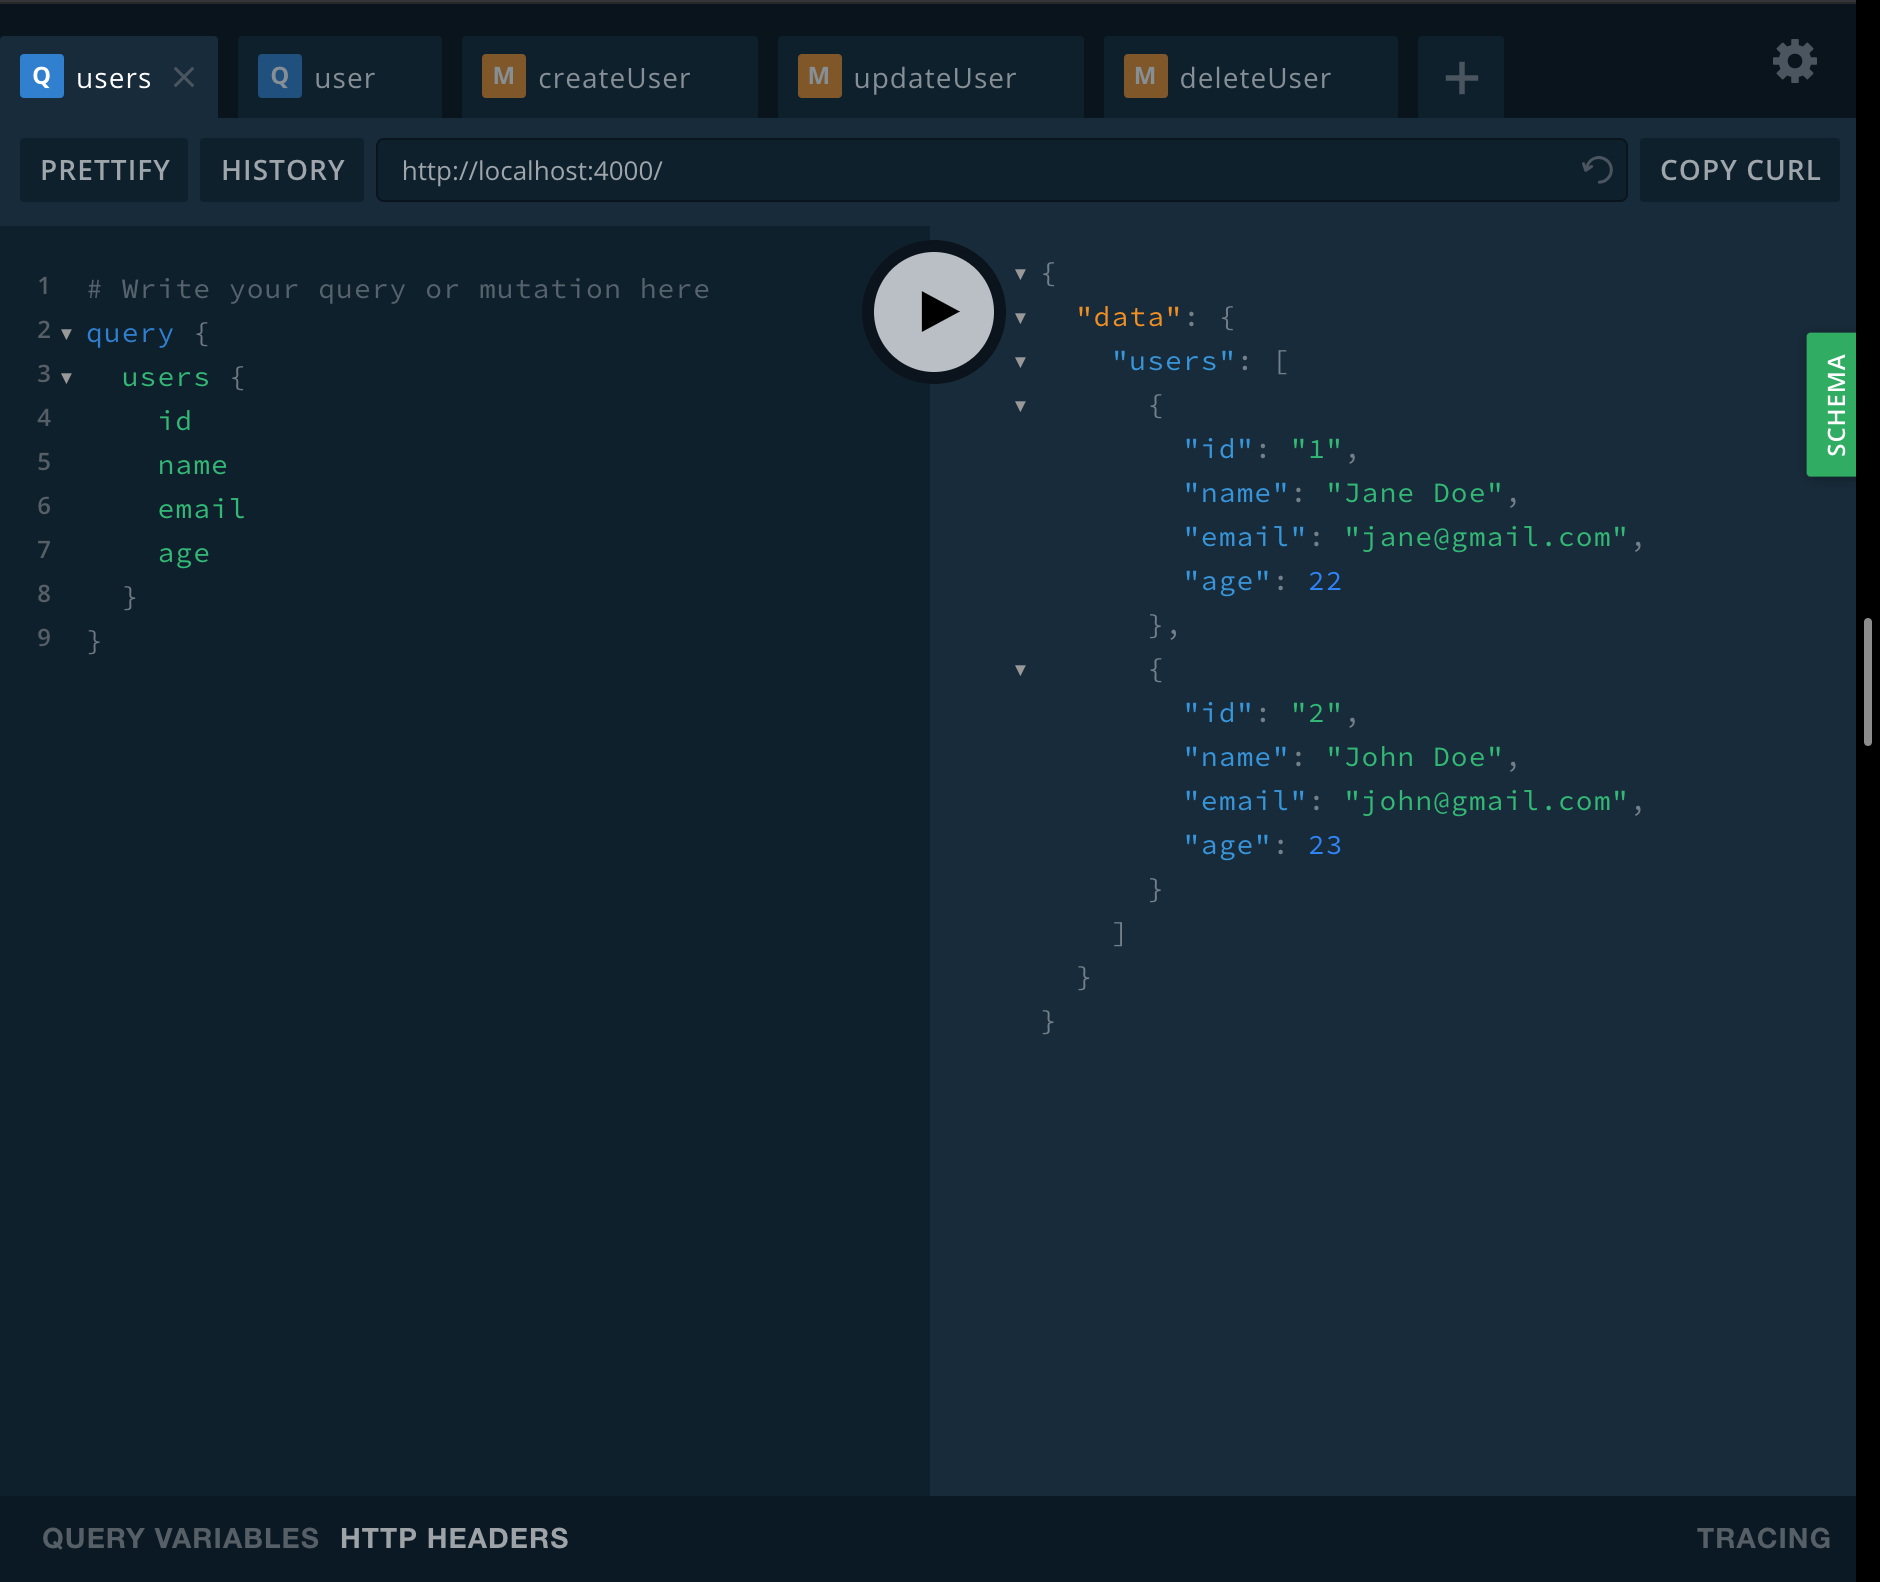 Q users Q user M createUser M updateUser M deleteUser +
PRETTIFY HISTORY http://localhost:4000/ COPY CURL
1 # Write your query or mutation here
2 query {
3 users {
4 id
5 name
6 email
7 age
8 }
9 }
{
"data": {
"users": [
{
"id": "1",
"name": "Jane Doe",
"email": "jane@gmail.com",
"age": 22
},
{
"id": "2",
"name": "John Doe",
"email": "john@gmail.com",
"age": 23
}
]
}
}
SCHEMA
QUERY VARIABLES HTTP HEADERS TRACING